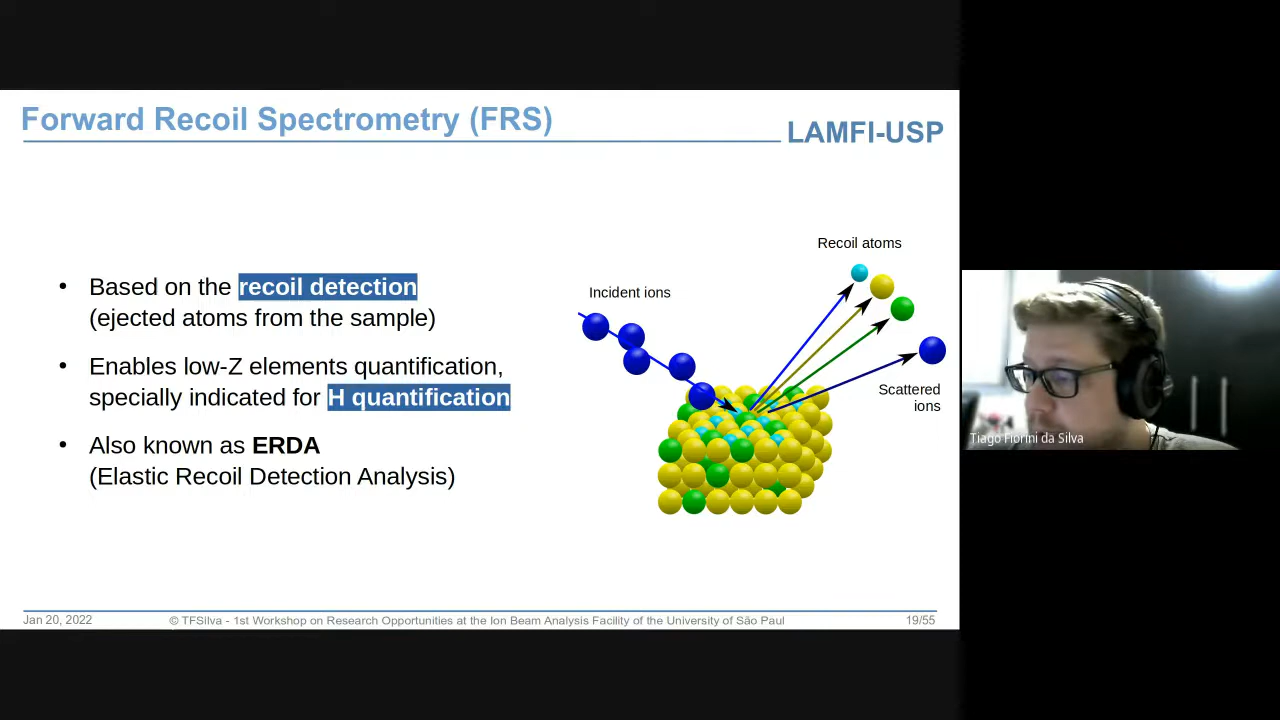 Forward Recoil Spectrometry (FRS)
LAMFI-USP
• Based on the recoil detection
(ejected atoms from the sample)
• Enables low-Z elements quantification,
specially indicated for H quantification
• Also known as ERDA
(Elastic Recoil Detection Analysis)
Recoil atoms
Incident ions
Scattered
ions
Tiago Fiorini da Silva
Jan 20, 2022
© TFSilva - 1st Workshop on Research Opportunities at the Ion Beam Analysis Facility of the University of São Paul
19/55